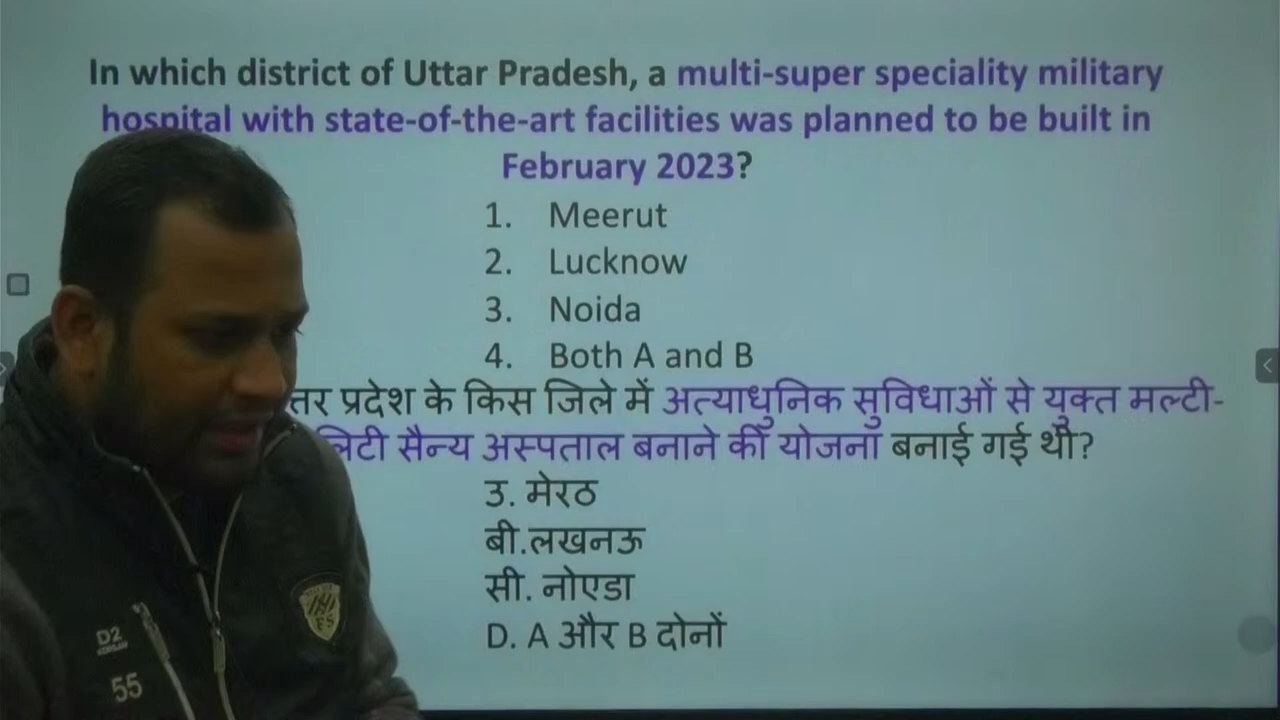 In which district of Uttar Pradesh, a multi-super speciality military
hospital with state-of-the-art facilities was planned to be built in
February 2023?
1. Meerut
2. Lucknow
3. Noida
4. Both A and B
तर प्रदेश के किस जिले में अत्याधुनिक सुविधाओं से युक्त मल्टी-
लिटी सैन्य अस्पताल बनाने की योजना बनाई गई थी?
उ. मेरठ
बी.लखनऊ
सी. नोएडा
D. A और B दोनों
D2
55